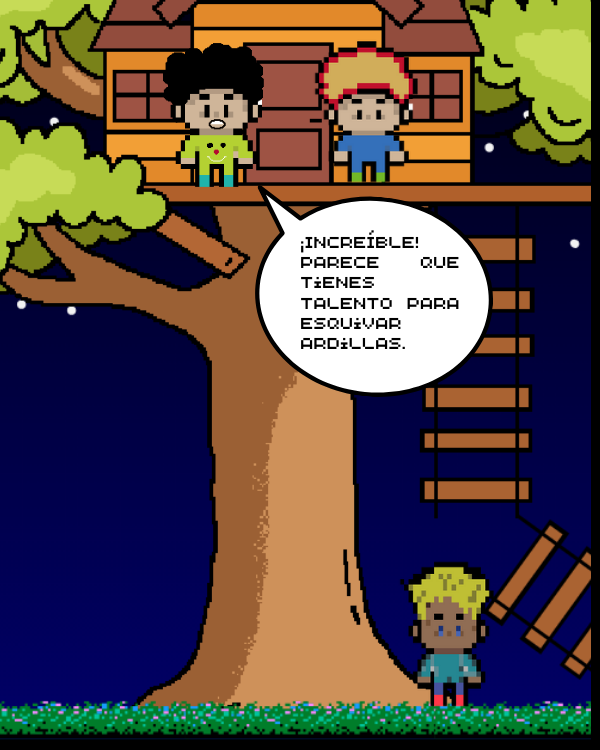 ¡INCREÍBLE!
PARECE QUE
TiENES
TALENTO PARA
ESQUiVAR
ARDiLLAS.